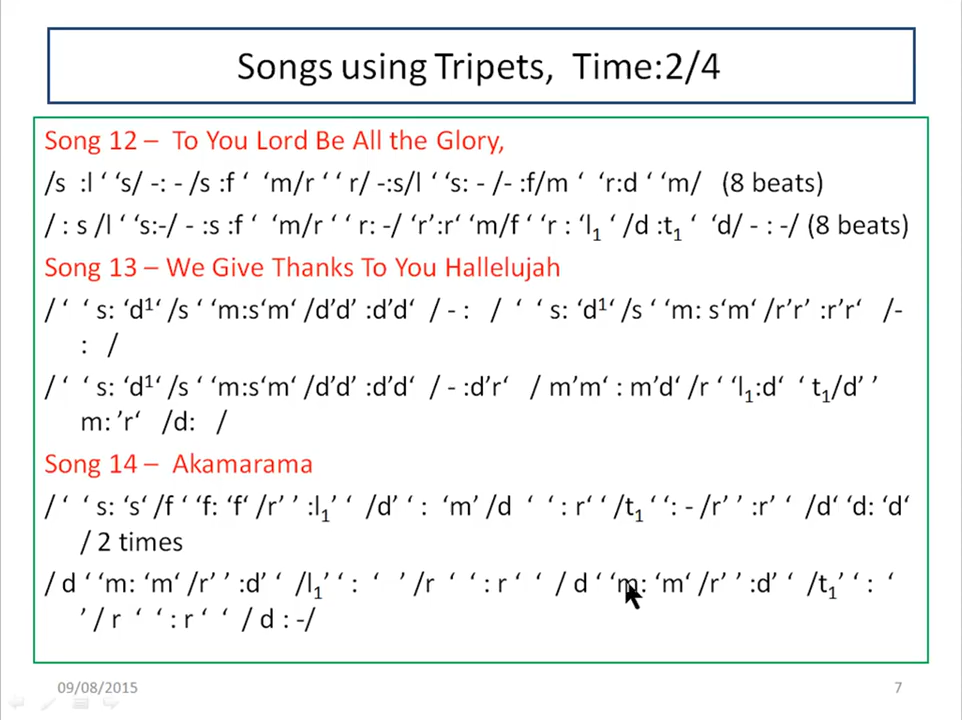 Songs using Tripets,  Time:2/4
Song 12 –  To You Lord Be All the Glory,
/s  :l ‘ ‘s/ -: - /s :f ‘  ‘m/r ‘ ‘ r/ -:s/l ‘ ‘s: - /- :f/m ‘  ‘r:d ‘ ‘m/   (8 beats)
/ : s /l ‘ ‘s:-/ - :s :f ‘  ‘m/r ‘ ‘ r: -/ ‘r’:r‘ ‘m/f ‘ ‘r : ‘l₁ ‘ /d :t₁ ‘  ‘d/ - : -/ (8 beats)
Song 13 – We Give Thanks To You Hallelujah
/ ‘  ‘ s: ‘d¹‘ /s ‘ ‘m:s‘m‘ /d’d’ :d’d‘  / - :   /  ‘  ‘ s: ‘d¹‘ /s ‘ ‘m: s‘m‘ /r’r’ :r’r‘   /-
:   /
/ ‘  ‘ s: ‘d¹‘ /s ‘ ‘m:s‘m‘ /d’d’ :d’d‘  / - :d’r‘   / m’m‘ : m’d‘ /r ‘ ‘l₁:d‘  ‘ t₁/d’ ’
m: ’r‘   /d:   /
Song 14 –  Akamarama
/ ‘  ‘ s: ‘s‘ /f ‘ ‘f: ‘f‘ /r’ ’ :l₁’ ‘  /d’ ‘ :  ‘m’ /d  ‘  ‘ : r‘ ‘ /t₁ ‘ ‘: - /r’ ’ :r’ ‘  /d‘ ‘d: ‘d‘
/ 2 times
/ d ‘ ‘m: ‘m‘ /r’ ’ :d’ ‘  /l₁’ ‘ :  ‘  ’ /r  ‘  ‘ : r ‘  ‘  / d ‘ ‘m: ‘m‘ /r’ ’ :d’ ‘  /t₁’ ‘ :  ‘
’ / r  ‘  ‘ : r ‘  ‘  / d : -/
09/08/2015
7